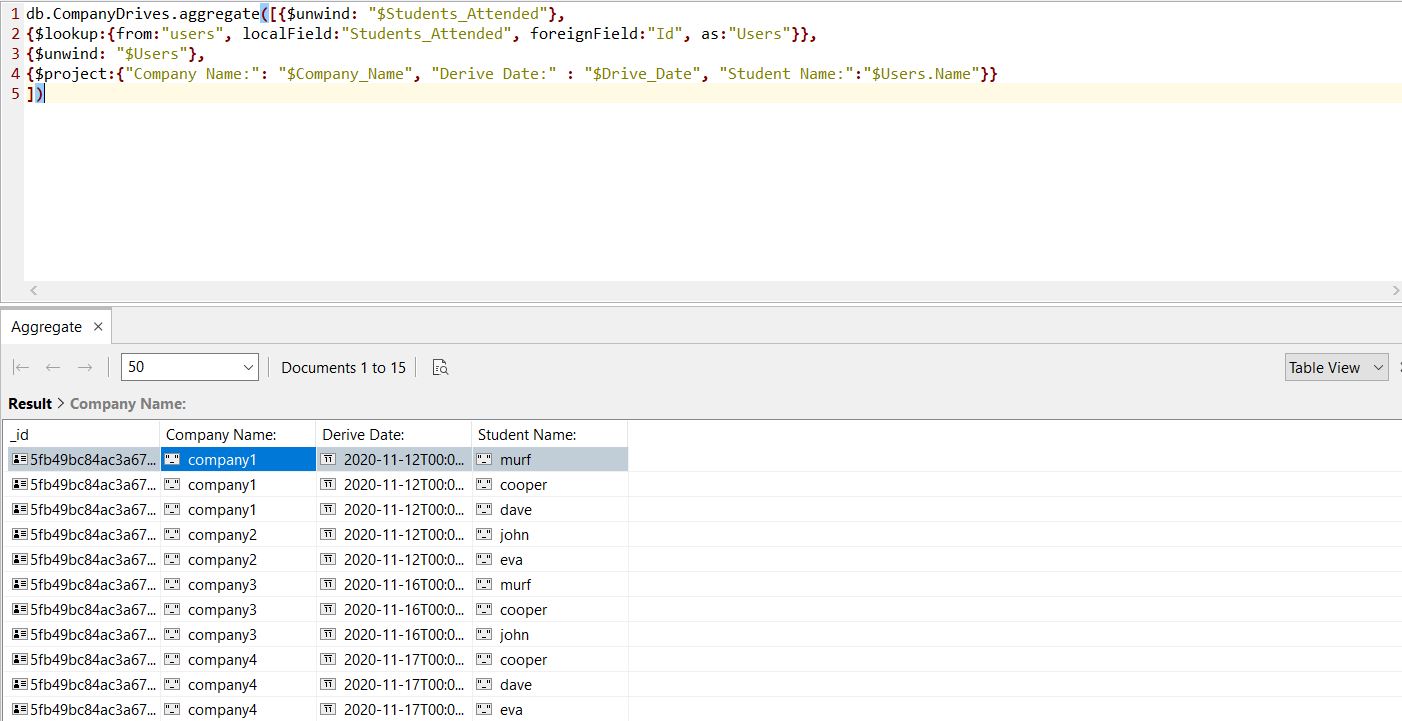 1 db.CompanyDrives.aggregate([{$unwind: "$Students_Attended"},
2 {$lookup:{from:"users", localField:"Students_Attended", foreignField:"Id", as:"Users"}},
3 {$unwind: "$Users"},
4 {$project:{"Company Name:": "$Company_Name", "Derive Date:" : "$Drive_Date", "Student Name:":"$Users.Name"}}
5 ])
Aggregate ×
50 Documents 1 to 15 Table View
Result > Company Name:
_id Company Name: Derive Date: Student Name:
5fb49bc84ac3a67... company1 2020-11-12T00:0... murf
5fb49bc84ac3a67... company1 2020-11-12T00:0... cooper
5fb49bc84ac3a67... company1 2020-11-12T00:0... dave
5fb49bc84ac3a67... company2 2020-11-12T00:0... john
5fb49bc84ac3a67... company2 2020-11-12T00:0... eva
5fb49bc84ac3a67... company3 2020-11-16T00:0... murf
5fb49bc84ac3a67... company3 2020-11-16T00:0... cooper
5fb49bc84ac3a67... company3 2020-11-16T00:0... john
5fb49bc84ac3a67... company4 2020-11-17T00:0... cooper
5fb49bc84ac3a67... company4 2020-11-17T00:0... dave
5fb49bc84ac3a67... company4 2020-11-17T00:0... eva